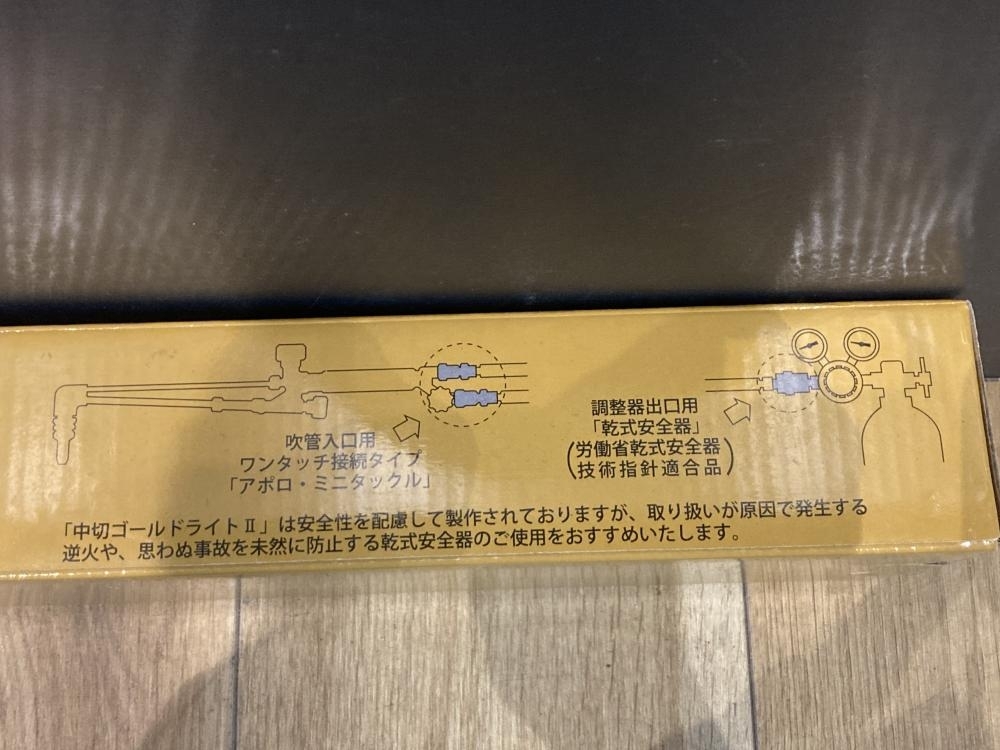 吹管入口用
ワンタッチ接続タイプ
「アポロ・ミニタックル」
調整器出口用
「乾式安全器」
(労働省乾式安全器
技術指針適合品)
「中切ゴールドライトⅡ」は安全性を配慮して製作されておりますが、取り扱いが原因で発生する
逆火や、思わぬ事故を未然に防止する乾式安全器のご使用をおすすめいたします。